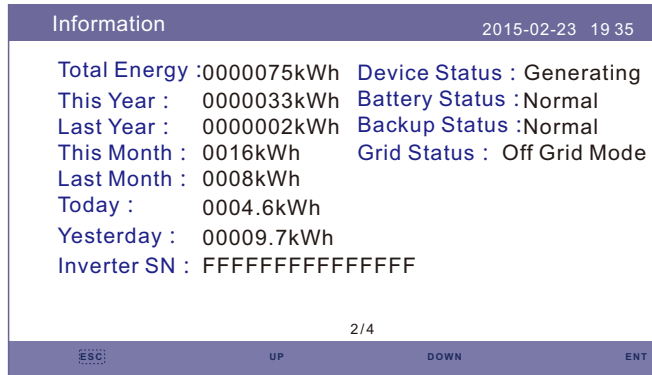 Information 2015-02-23 19 35
Total Energy : 0000075kWh Device Status : Generating
This Year : 0000033kWh Battery Status : Normal
Last Year : 0000002kWh Backup Status : Normal
This Month : 0016kWh Grid Status : Off Grid Mode
Last Month : 0008kWh
Today : 0004.6kWh
Yesterday : 00009.7kWh
Inverter SN : FFFFFFFFFFFFFFF
2/4
ESC UP DOWN ENT